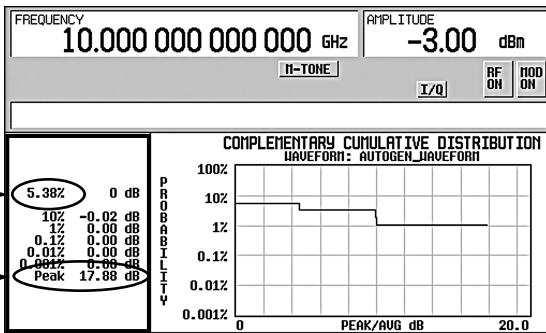 FREQUENCY
10.000 000 000 000 GHz
AMPLITUDE
-3.00 dBm
M-TONE
I/Q
RF ON
MOD ON
COMPLEMENTARY CUMULATIVE DISTRIBUTION
WAVEFORM: AUTOGEN_WAVEFORM
5.38% 0 dB
10% -0.02 dB
1% 0.00 dB
0.1% 0.00 dB
0.01% 0.00 dB
0.001% 0.00 dB
Peak 17.88 dB
PROBABILITY
100%
10%
1%
0.1%
0.01%
0.001%
0 PEAK/AVG dB 20.0